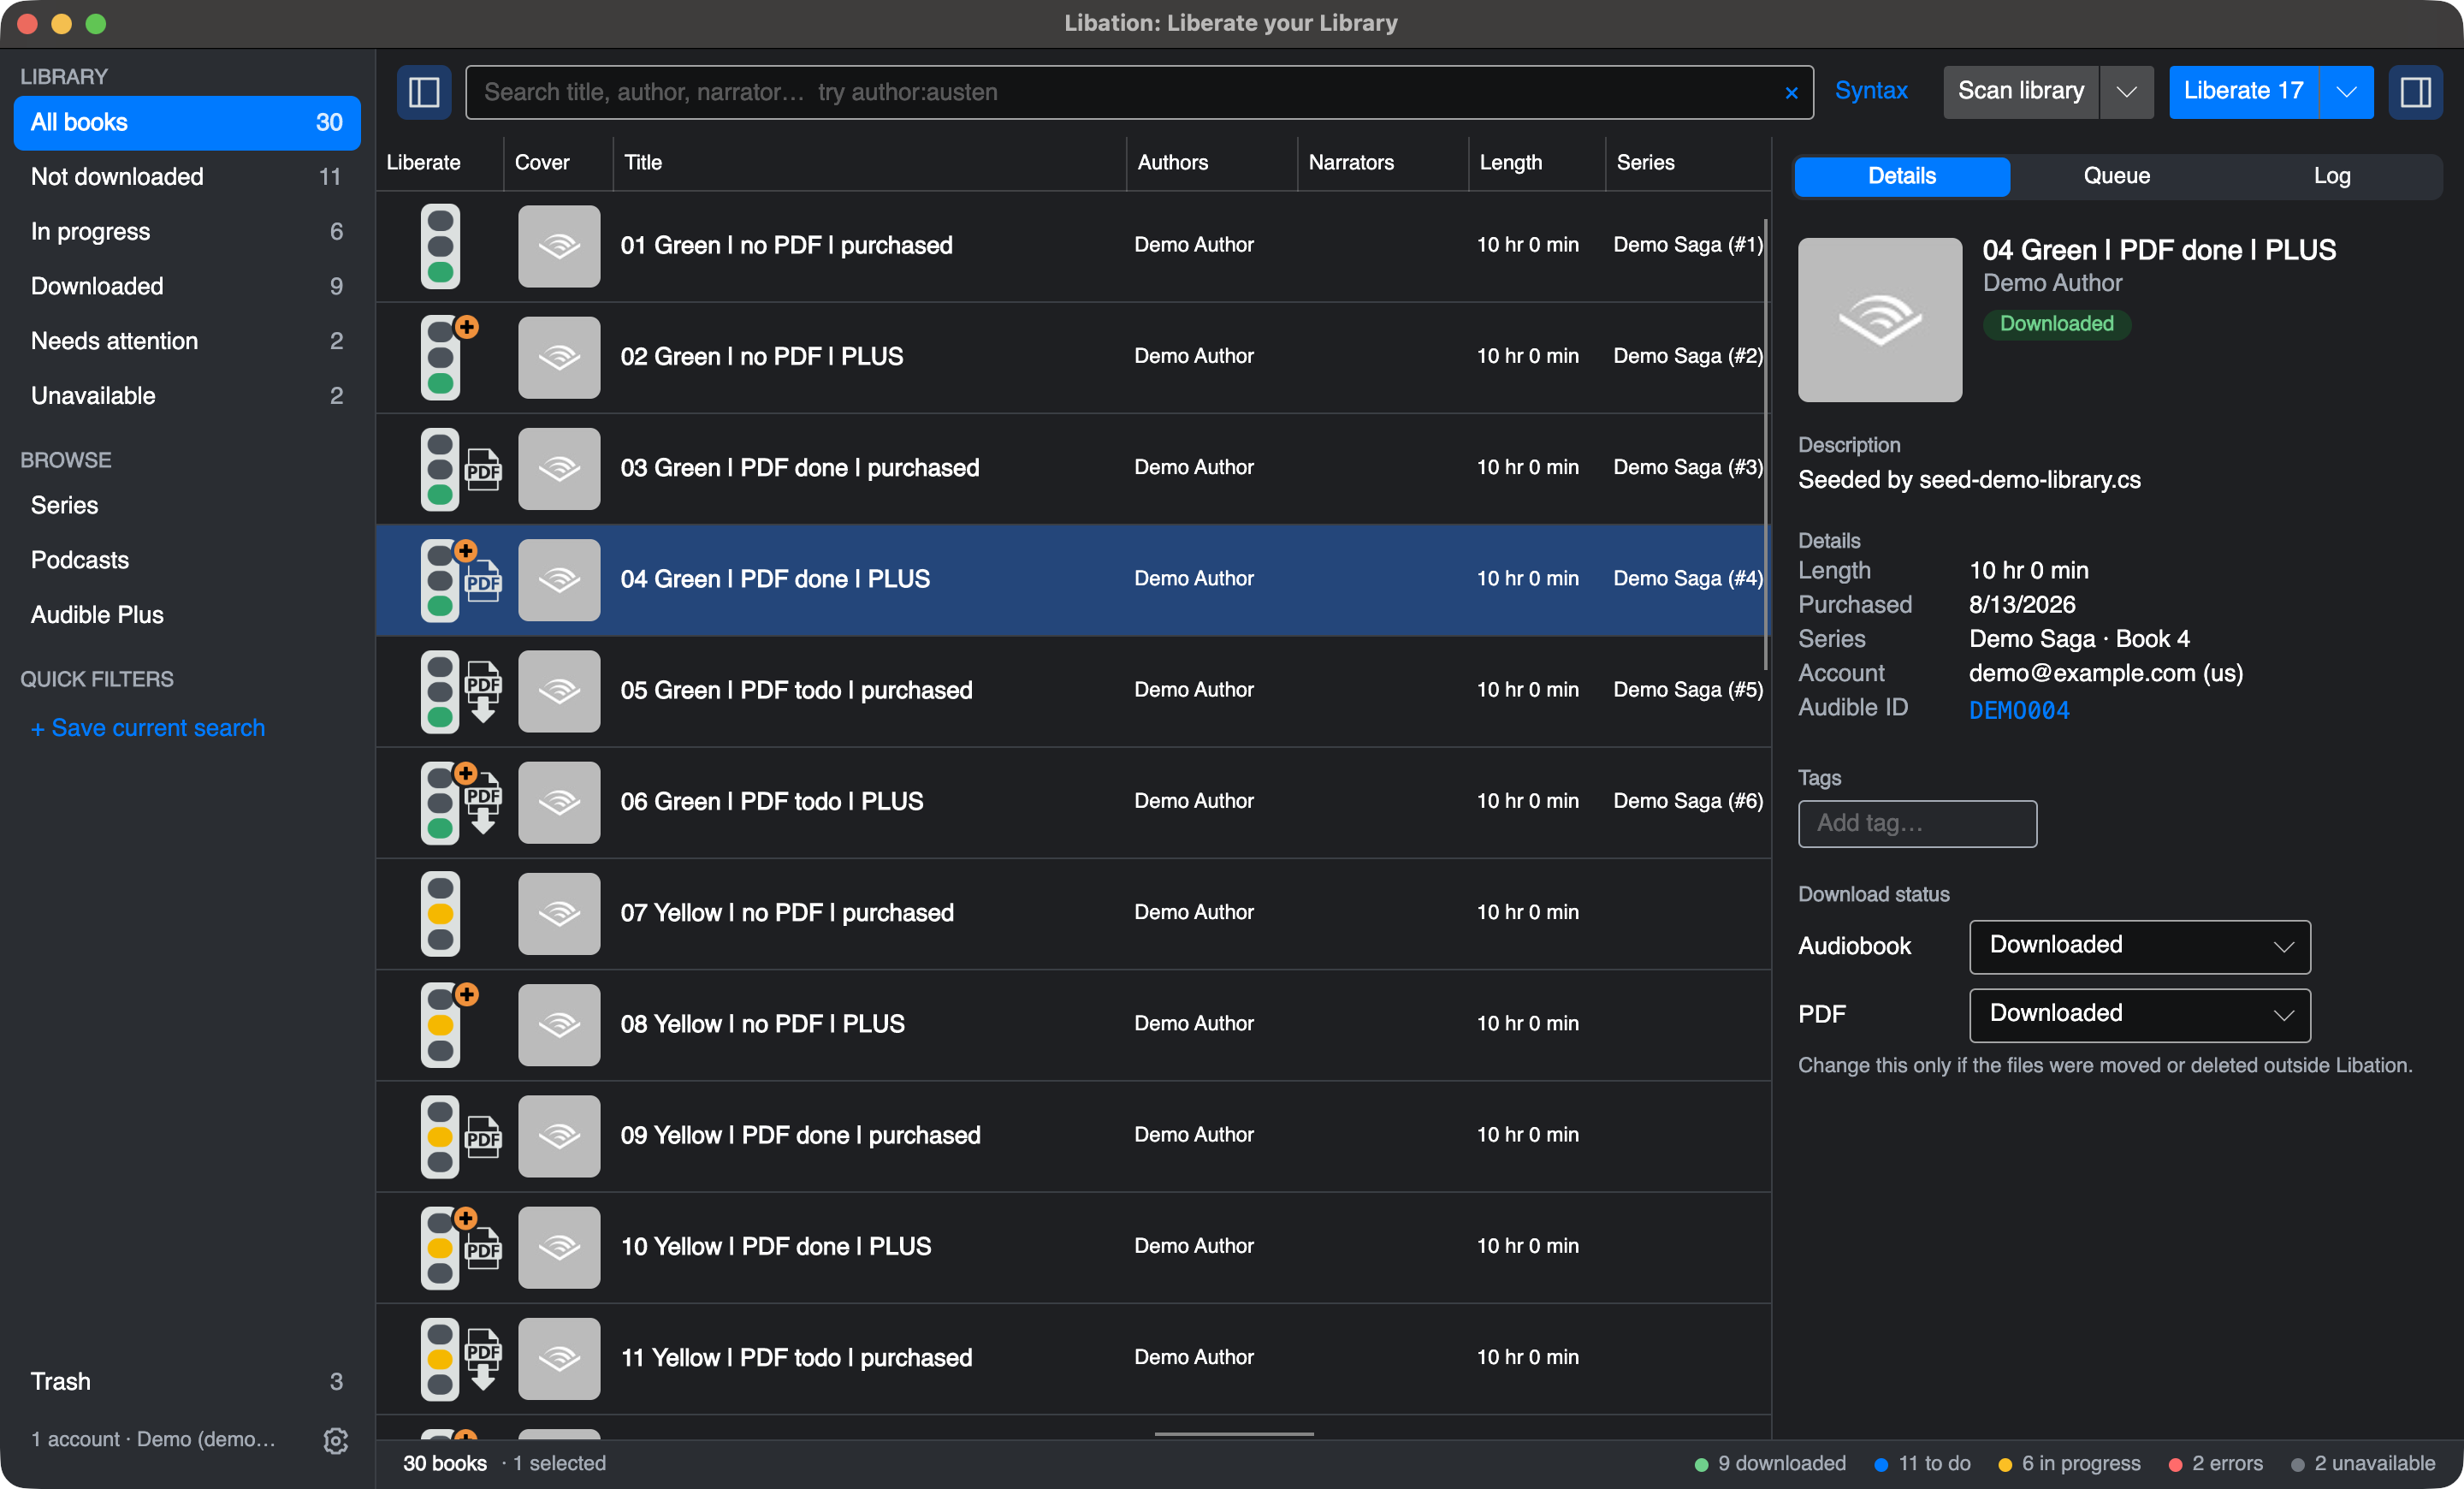 Libation: Liberate your Library
LIBRARY
All books 30
Not downloaded 11
In progress 6
Downloaded 9
Needs attention 2
Unavailable 2
BROWSE
Series
Podcasts
Audible Plus
QUICK FILTERS
+ Save current search
Trash 3
1 account · Demo (demo…
Search title, author, narrator… try author:austen × Syntax Scan library Liberate 17
Liberate Cover Title Authors Narrators Length Series
01 Green | no PDF | purchased Demo Author 10 hr 0 min Demo Saga (#1)
02 Green | no PDF | PLUS Demo Author 10 hr 0 min Demo Saga (#2)
PDF 03 Green | PDF done | purchased Demo Author 10 hr 0 min Demo Saga (#3)
PDF 04 Green | PDF done | PLUS Demo Author 10 hr 0 min Demo Saga (#4)
PDF 05 Green | PDF todo | purchased Demo Author 10 hr 0 min Demo Saga (#5)
PDF 06 Green | PDF todo | PLUS Demo Author 10 hr 0 min Demo Saga (#6)
07 Yellow | no PDF | purchased Demo Author 10 hr 0 min
08 Yellow | no PDF | PLUS Demo Author 10 hr 0 min
PDF 09 Yellow | PDF done | purchased Demo Author 10 hr 0 min
PDF 10 Yellow | PDF done | PLUS Demo Author 10 hr 0 min
PDF 11 Yellow | PDF todo | purchased Demo Author 10 hr 0 min
30 books · 1 selected
Details Queue Log
04 Green | PDF done | PLUS
Demo Author
Downloaded
Description
Seeded by seed-demo-library.cs
Details
Length 10 hr 0 min
Purchased 8/13/2026
Series Demo Saga · Book 4
Account demo@example.com (us)
Audible ID DEMO004
Tags
Add tag…
Download status
Audiobook Downloaded
PDF Downloaded
Change this only if the files were moved or deleted outside Libation.
9 downloaded 11 to do 6 in progress 2 errors 2 unavailable